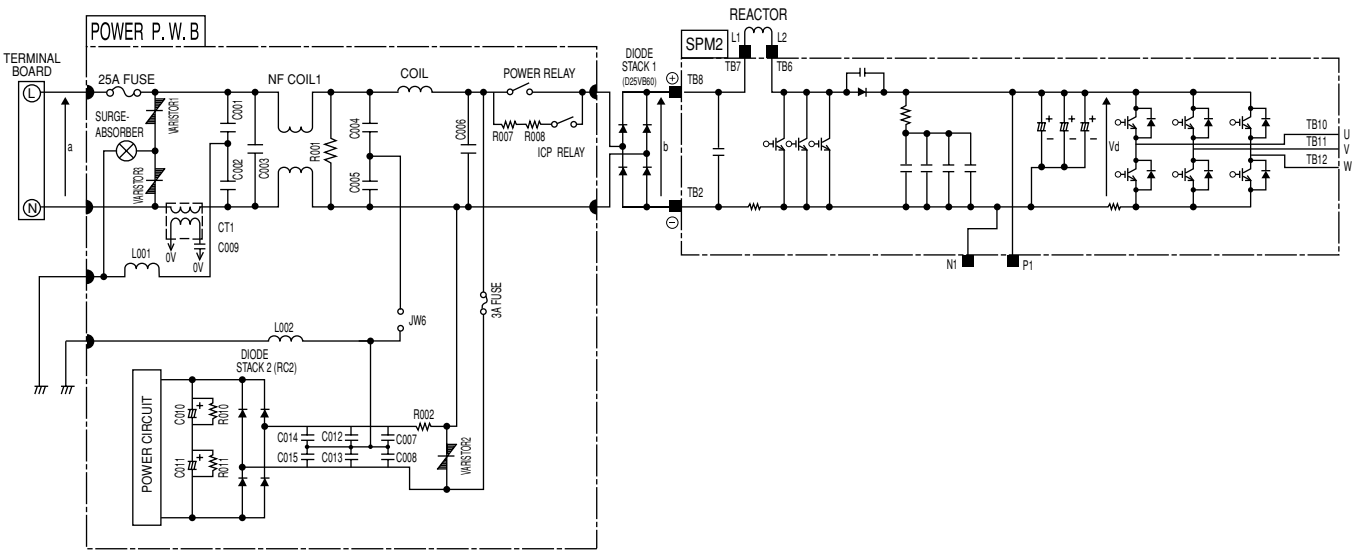 POWER P. W. B
REACTOR
L1
L2
SPM2
TB7
TB6
TERMINAL
BOARD
25A FUSE
NF COIL1
COIL
POWER RELAY
DIODE
STACK 1
(D25VB60)
+
TB8
L
a
SURGE-
ABSORBER
VARISTOR1
C001
C002
C003
R001
C004
C005
C006
R007
R008
ICP RELAY
b
+
+
+
Vd
TB10
U
TB11
V
TB12
W
VARISTOR3
N
TB2
−
CT1
C009
0V
0V
L001
N1
P1
3A FUSE
JW6
L002
DIODE
STACK 2 (RC2)
POWER CIRCUIT
C010
+
R010
C011
+
R011
C014
C012
C007
C015
C013
C008
R002
VARISTOR2